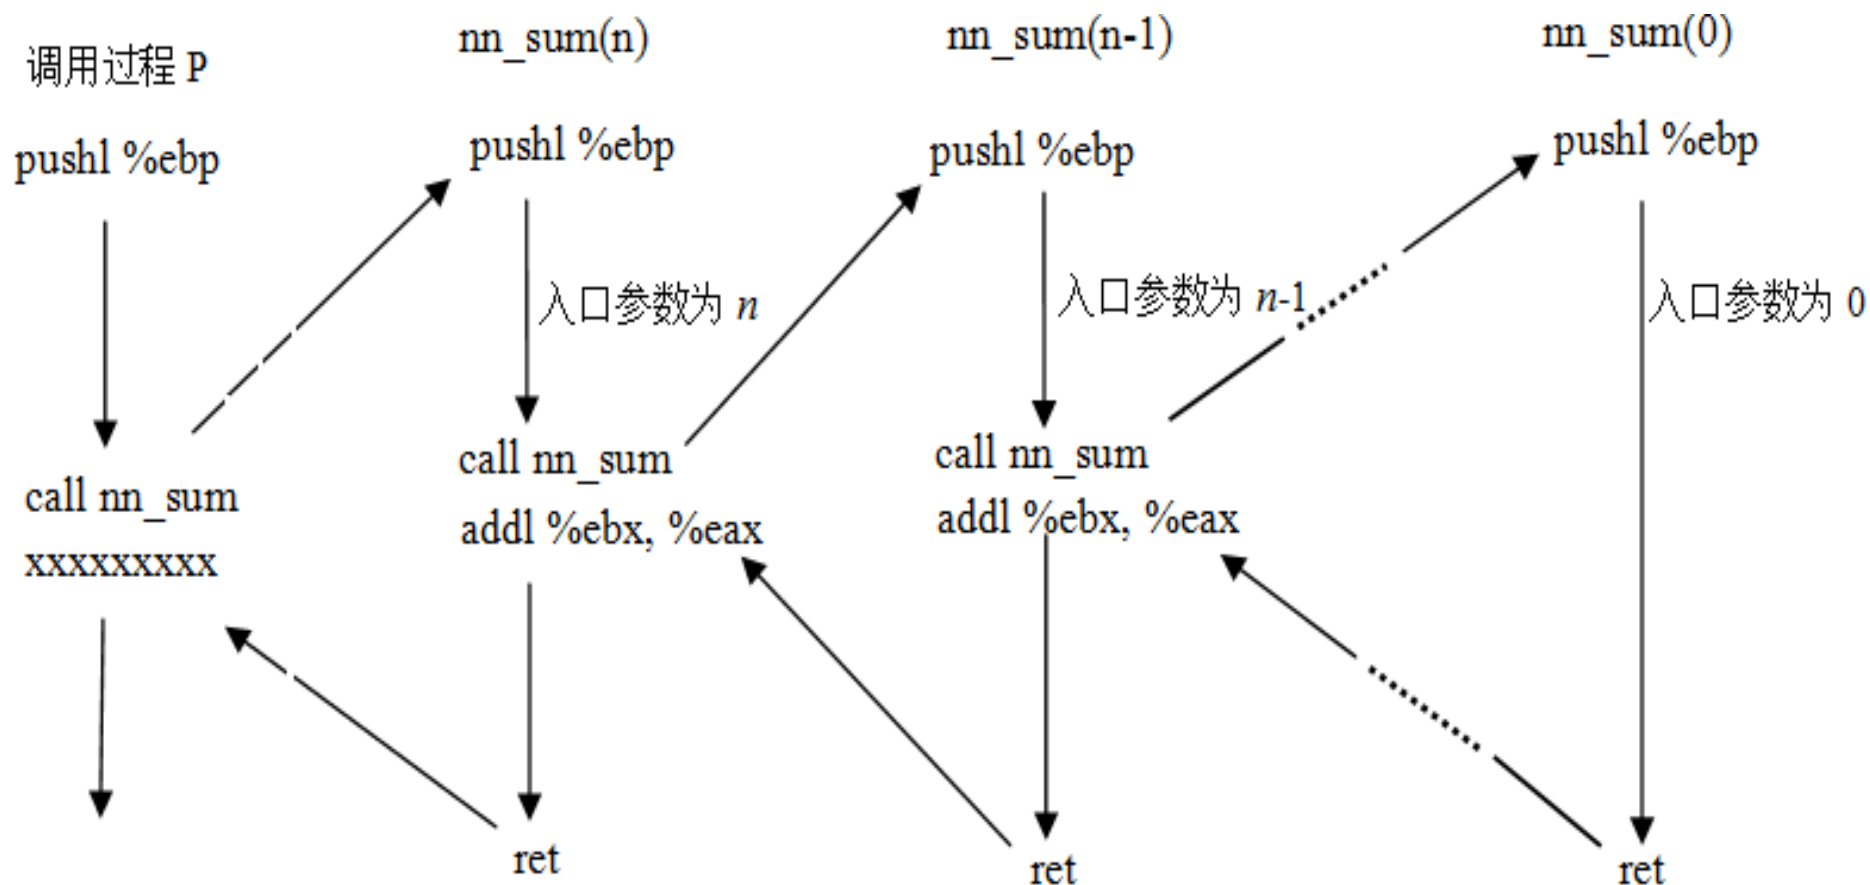 调用过程 P
pushl %ebp
call nn_sum
xxxxxxxxx
nn_sum(n)
pushl %ebp
入口参数为 n
call nn_sum
addl %ebx, %eax
ret
nn_sum(n-1)
pushl %ebp
入口参数为 n-1
call nn_sum
addl %ebx, %eax
ret
nn_sum(0)
pushl %ebp
入口参数为 0
ret